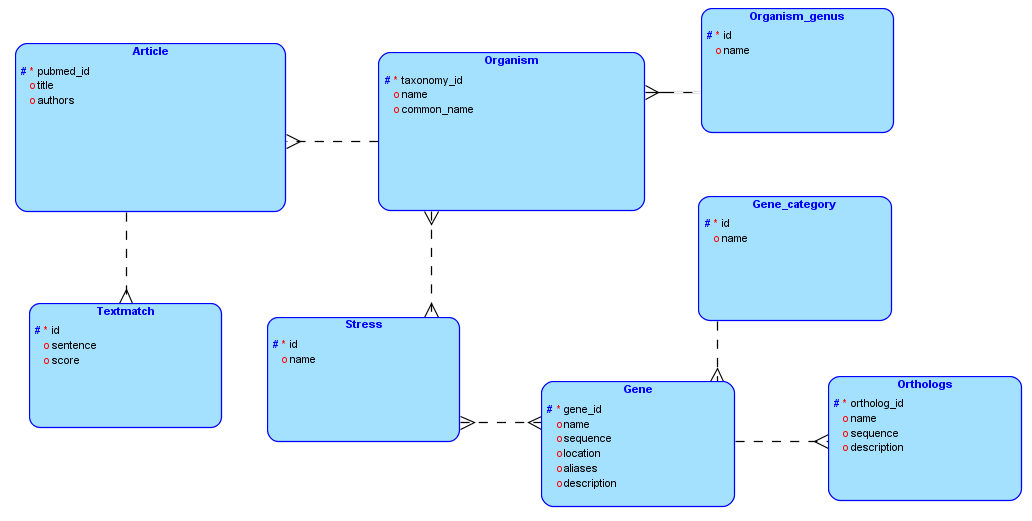 Article
# * pubmed_id
o title
o authors
Organism
# * taxonomy_id
o name
o common_name
Organism_genus
# * id
o name
Gene_category
# * id
o name
Textmatch
# * id
o sentence
o score
Stress
# * id
o name
Gene
# * gene_id
o name
o sequence
o location
o aliases
o description
Orthologs
# * ortholog_id
o name
o sequence
o description